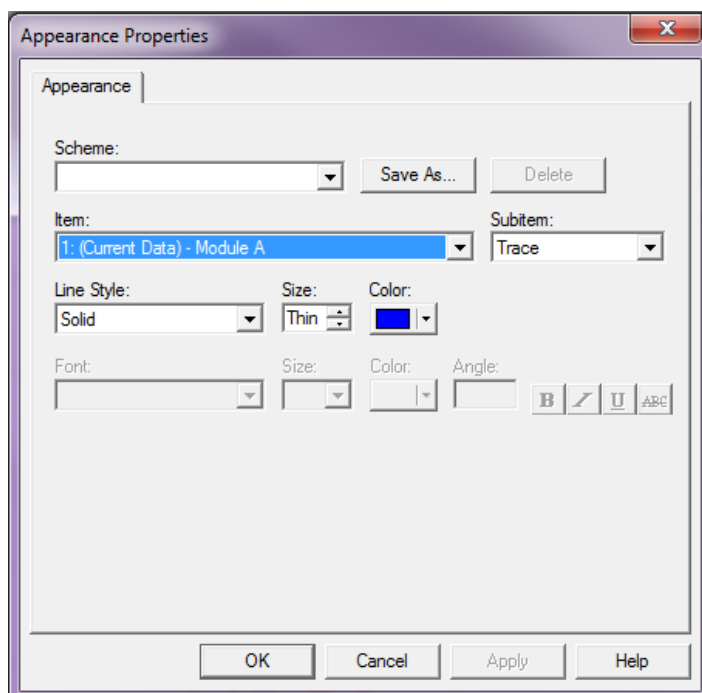 Appearance Properties
X
Appearance
Scheme:
Save As...
Delete
Item:
Subitem:
1: (Current Data) - Module A
Trace
Line Style:
Size:
Color:
Solid
Thin
Font:
Size:
Color:
Angle:
B
I
U
ABC
OK
Cancel
Apply
Help